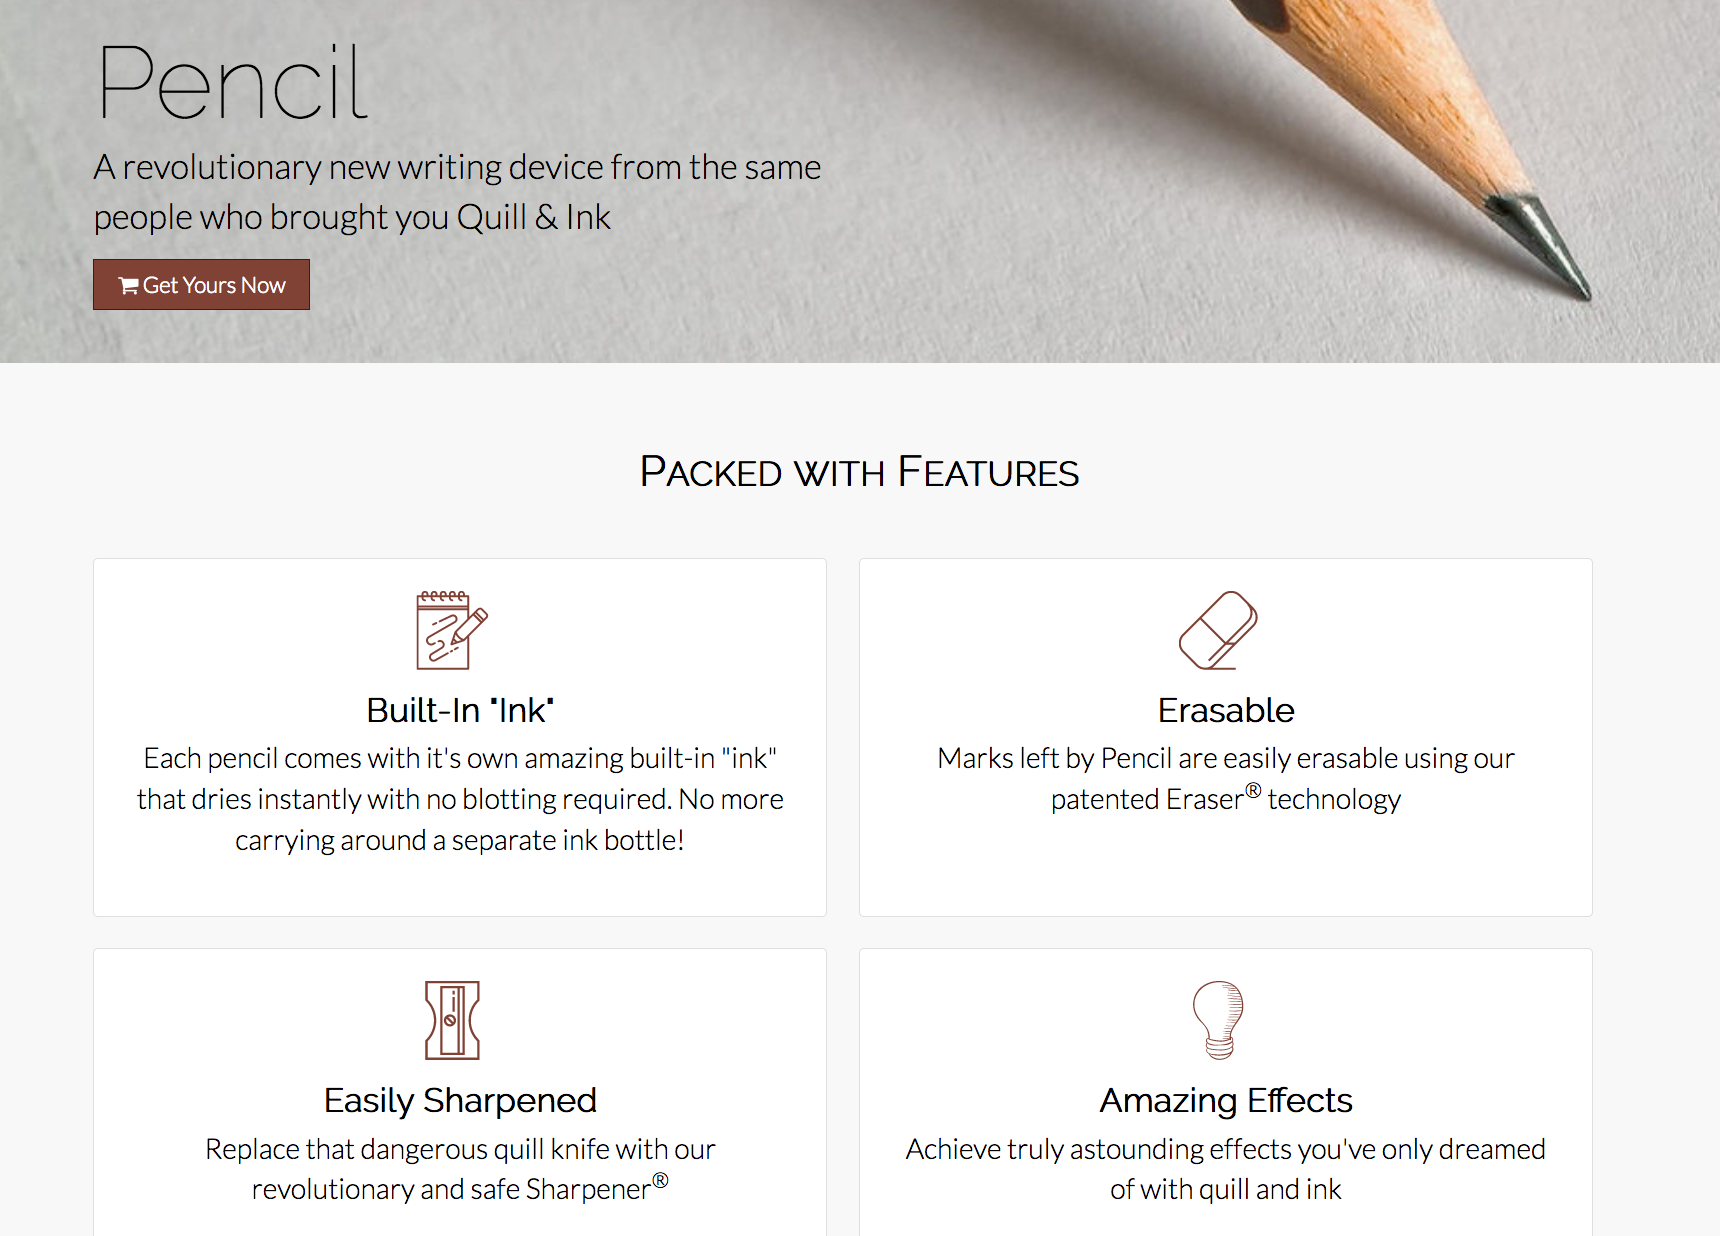 Pencil
A revolutionary new writing device from the same
people who brought you Quill & Ink
Get Yours Now
Packed with Features
Built-In "Ink"
Each pencil comes with it's own amazing built-in "ink"
that dries instantly with no blotting required. No more
carrying around a separate ink bottle!
Erasable
Marks left by Pencil are easily erasable using our
patented Eraser® technology
Easily Sharpened
Replace that dangerous quill knife with our
revolutionary and safe Sharpener®
Amazing Effects
Achieve truly astounding effects you've only dreamed
of with quill and ink